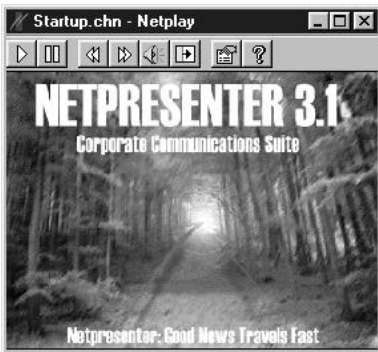 Startup.chn - Netplay
NETPRESENTER 3.1
Corporate Communications Suite
Netpresenter: Good News Travels Fast